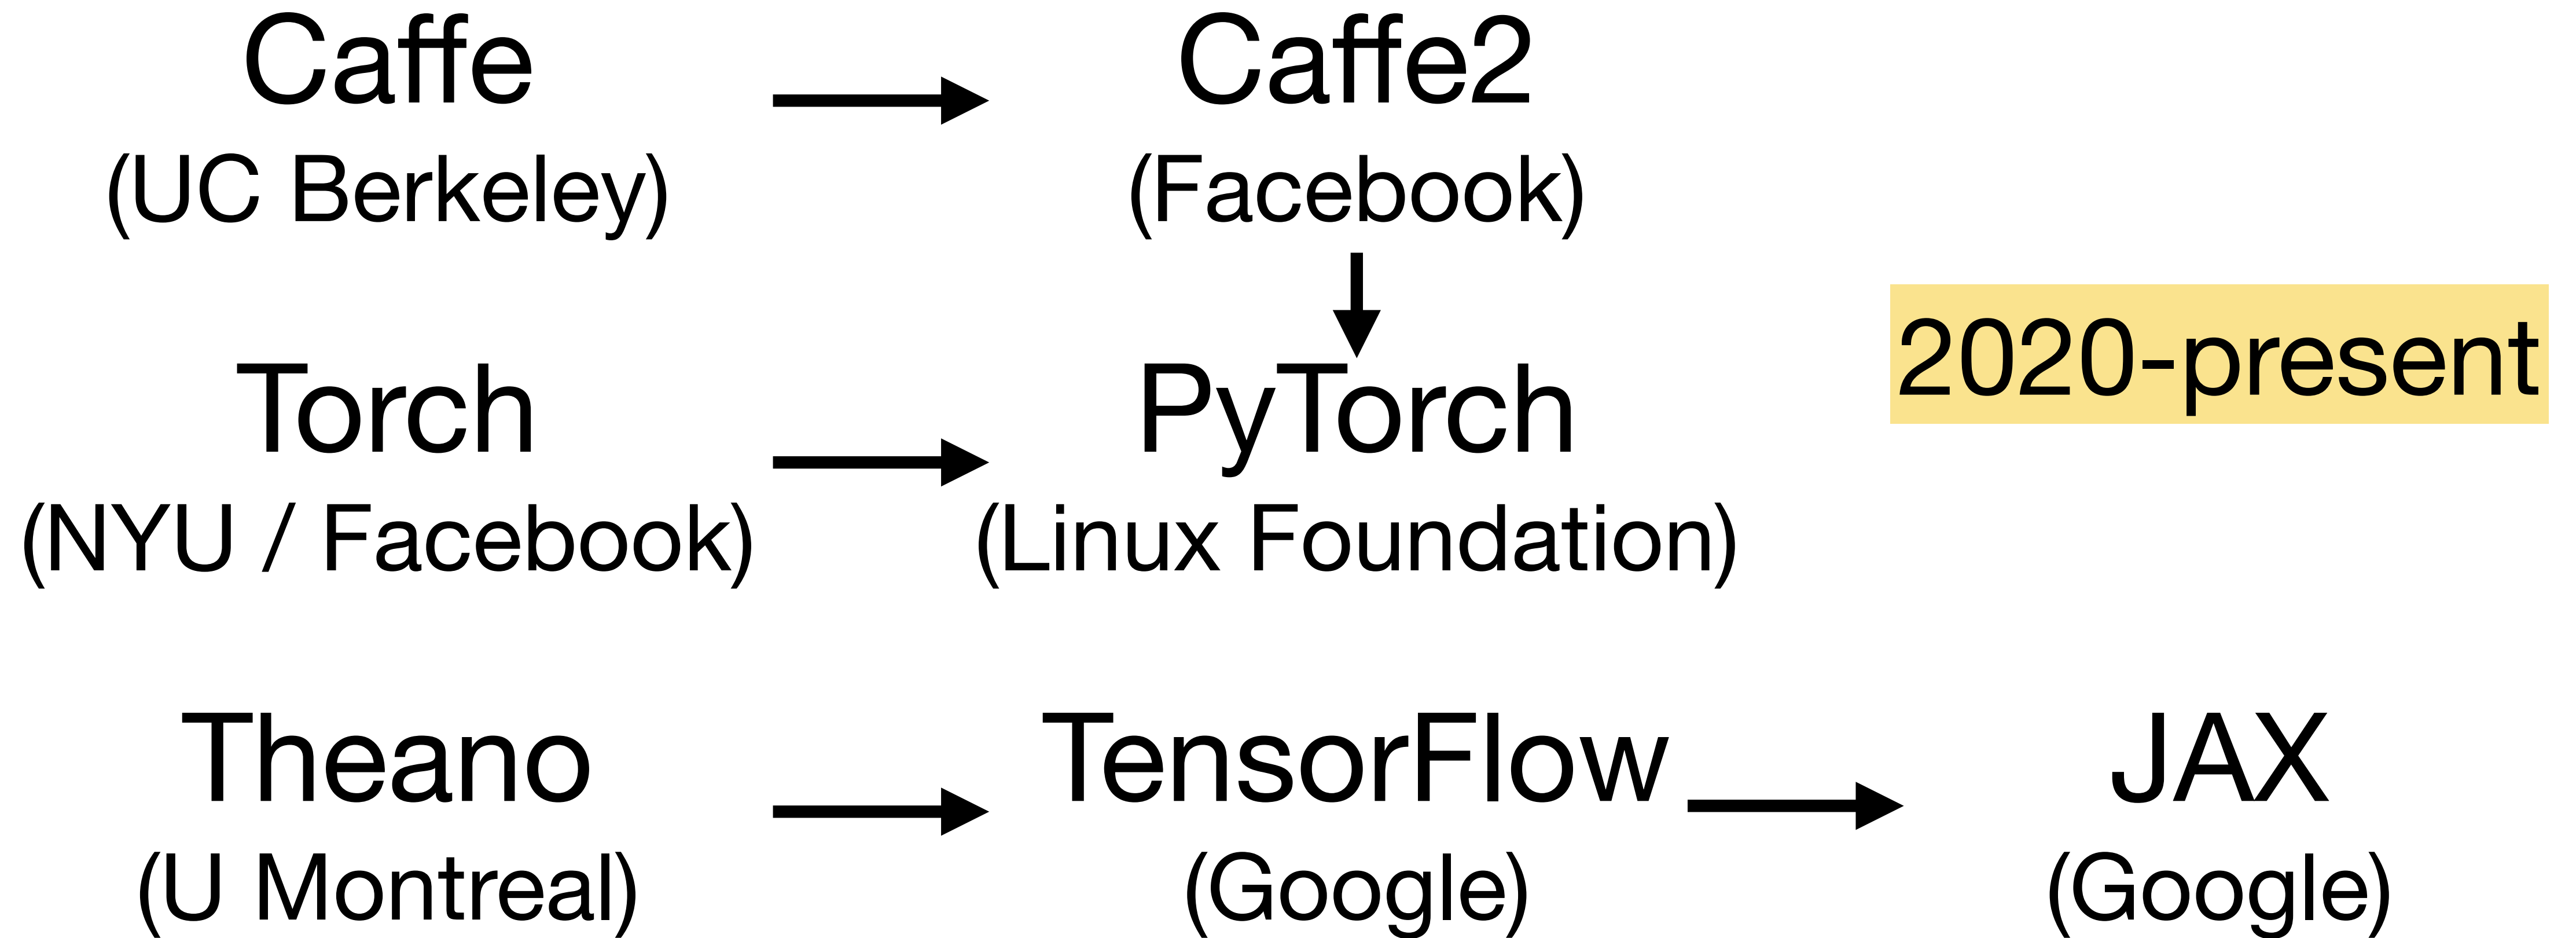 Caffe
(UC Berkeley)
Caffe2
(Facebook)
2020-present
Torch
(NYU / Facebook)
PyTorch
(Linux Foundation)
Theano
(U Montreal)
TensorFlow
(Google)
JAX
(Google)